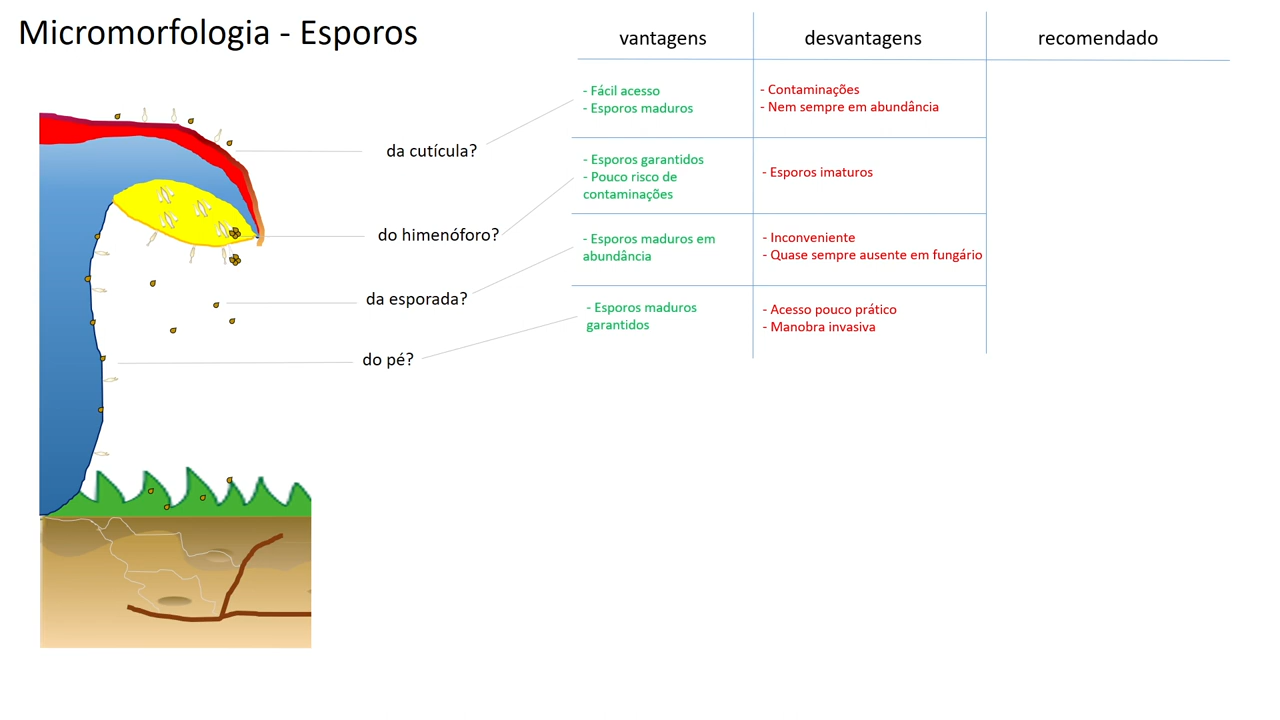 Micromorfologia - Esporos
vantagens
desvantagens
recomendado
da cutícula?
- Fácil acesso
- Esporos maduros
- Contaminações
- Nem sempre em abundância
do himenóforo?
- Esporos garantidos
- Pouco risco de
contaminações
- Esporos imaturos
da esporada?
- Esporos maduros em
abundância
- Inconveniente
- Quase sempre ausente em fungário
do pé?
- Esporos maduros
garantidos
- Acesso pouco prático
- Manobra invasiva